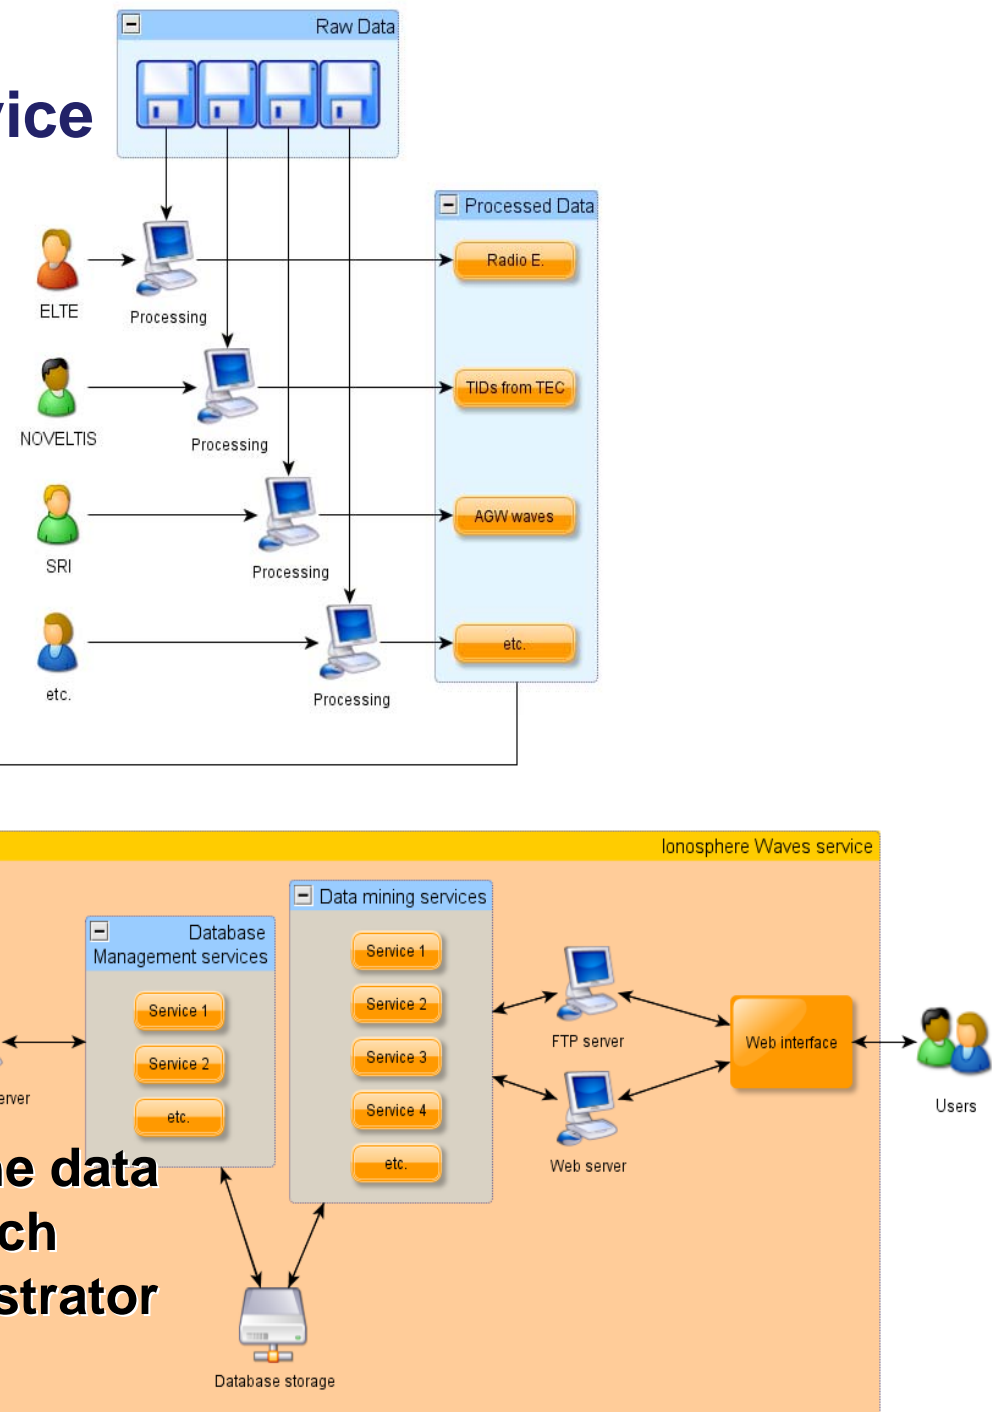 Raw Data
vice
Processed Data
Radio E.
ELTE
Processing
TIDs from TEC
NOVELTIS
Processing
AGW waves
SRI
Processing
etc.
etc.
Processing
Ionosphere Waves service
Data mining services
Database
Management services
Service 1
Service 2
etc.
Service 1
Service 2
Service 3
Service 4
etc.
FTP server
Web server
Web interface
Users
erver
ne data
ch
strator
Database storage